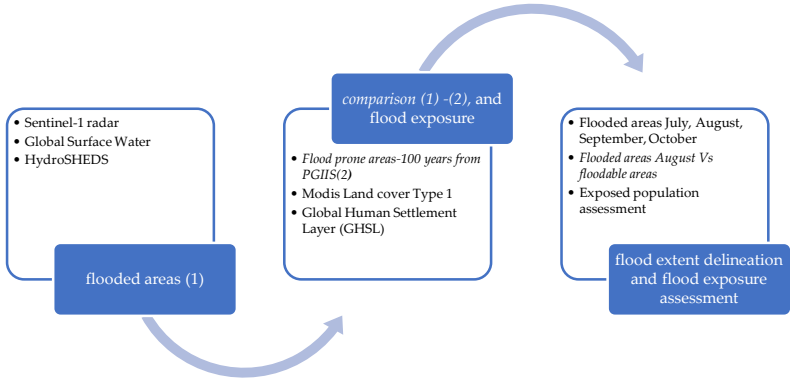 • Sentinel-1 radar
• Global Surface Water
• HydroSHEDS
flooded areas (1)
comparison (1) -(2), and
flood exposure
• Flood prone areas-100 years from
PGIIS(2)
• Modis Land cover Type 1
• Global Human Settlement
Layer (GHSL)
• Flooded areas July, August,
September, October
• Flooded areas August Vs
floodable areas
• Exposed population
assessment
flood extent delineation
and flood exposure
assessment